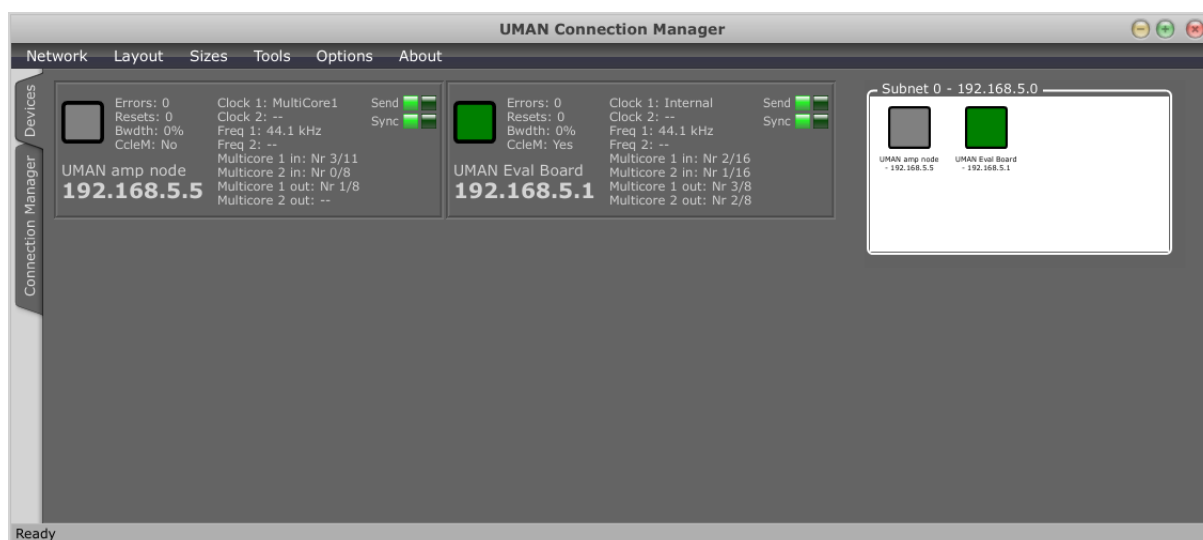 UMAN Connection Manager
Network Layout Sizes Tools Options About
Devices
Connection Manager
Errors: 0
Resets: 0
Bwdth: 0%
CcleM: No
UMAN amp node
192.168.5.5
Clock 1: MultiCore1
Clock 2: --
Freq 1: 44.1 kHz
Freq 2: --
Multicore 1 in: Nr 3/11
Multicore 2 in: Nr 0/8
Multicore 1 out: Nr 1/8
Multicore 2 out: --
Send
Sync
Errors: 0
Resets: 0
Bwdth: 0%
CcleM: Yes
UMAN Eval Board
192.168.5.1
Clock 1: Internal
Clock 2: --
Freq 1: 44.1 kHz
Freq 2: --
Multicore 1 in: Nr 2/16
Multicore 2 in: Nr 1/16
Multicore 1 out: Nr 3/8
Multicore 2 out: Nr 2/8
Send
Sync
Subnet 0 - 192.168.5.0
UMAN amp node
- 192.168.5.5
UMAN Eval Board
- 192.168.5.1
Ready